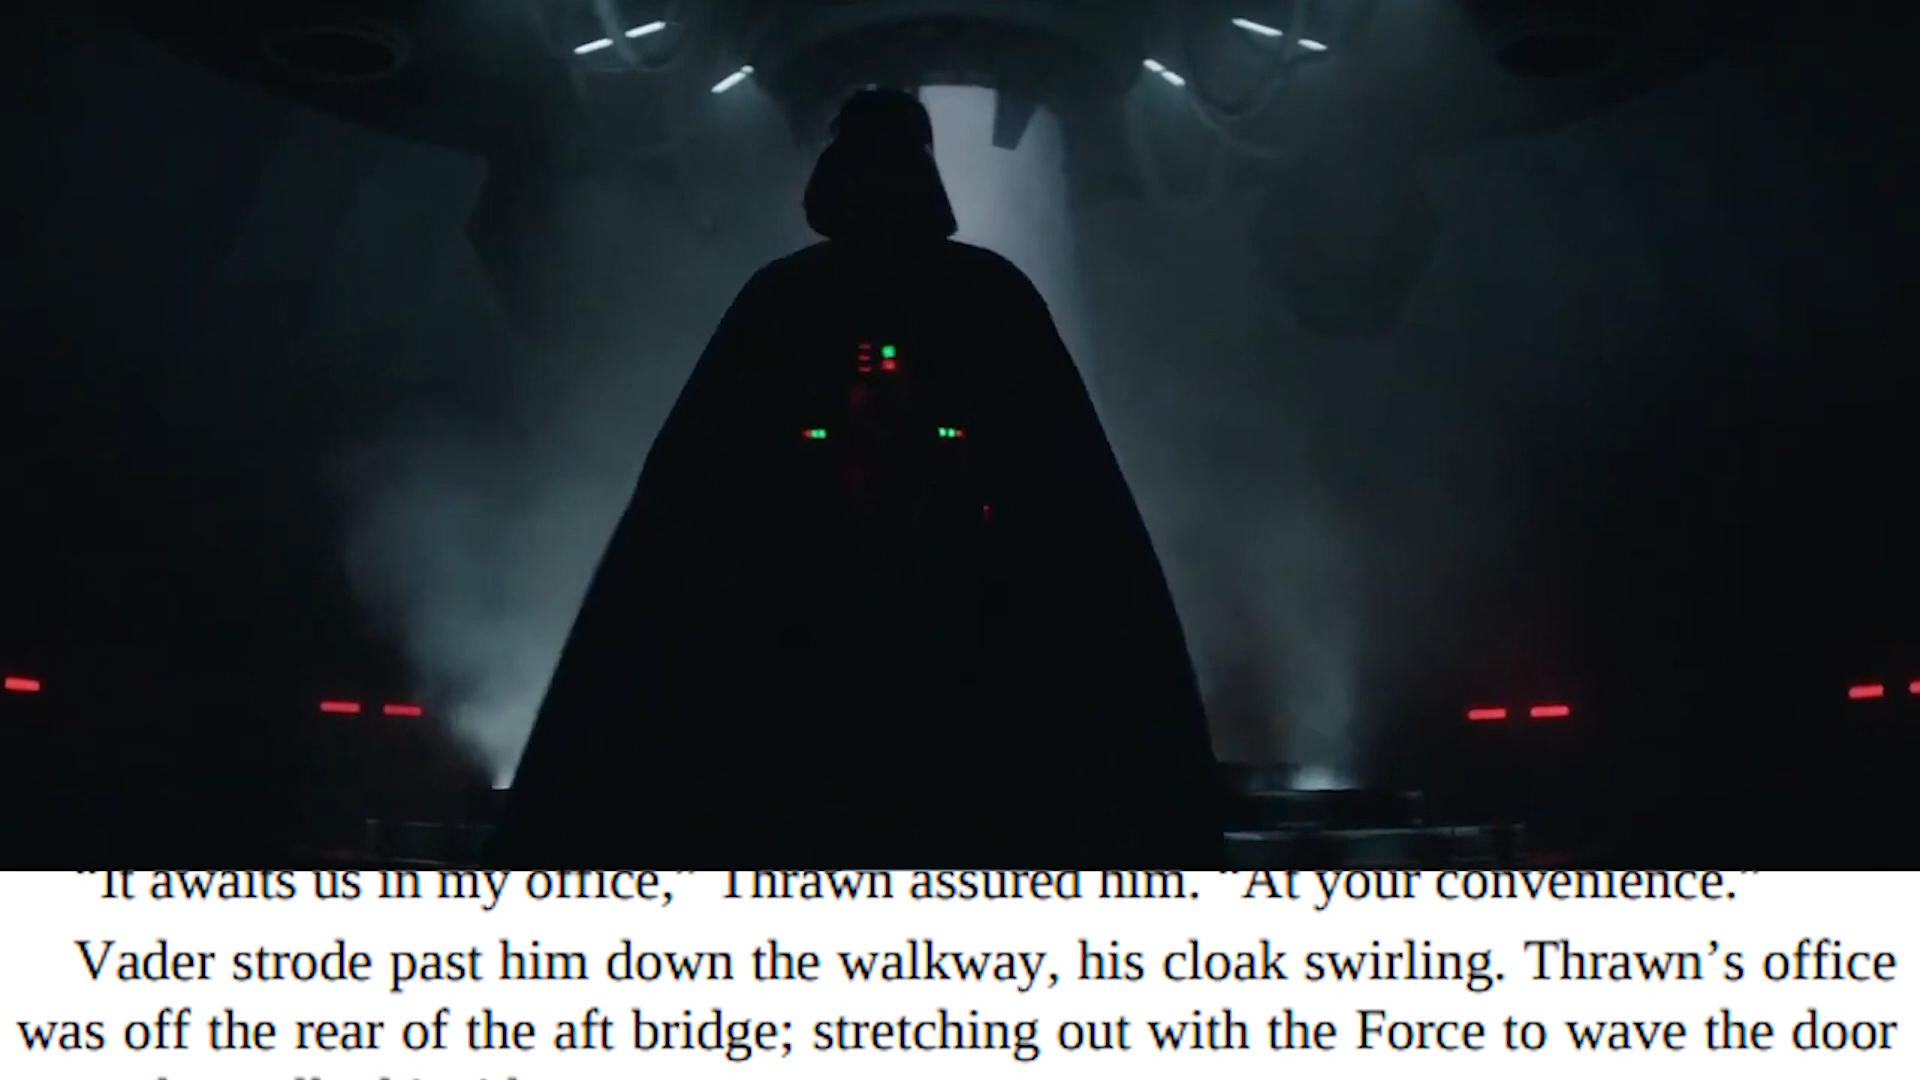 “It awaits us in my office,” Thrawn assured him. “At your convenience.”
Vader strode past him down the walkway, his cloak swirling. Thrawn’s office
was off the rear of the aft bridge; stretching out with the Force to wave the door